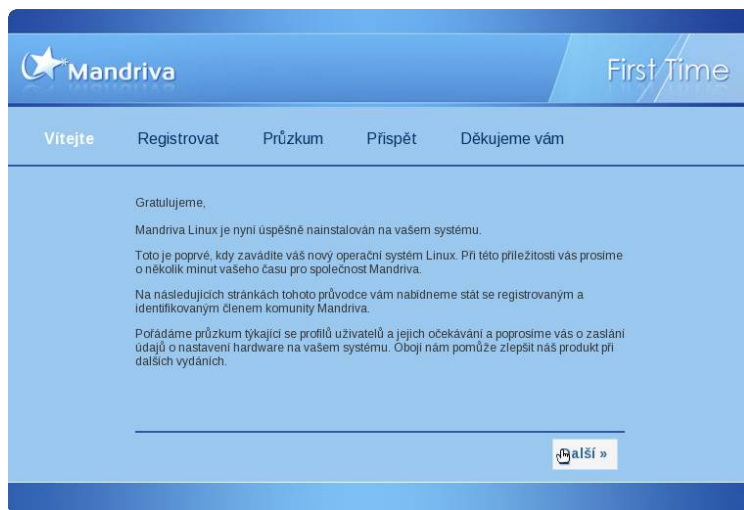 Mandriva
First Time
Vítejte Registrovat Průzkum Přispět Děkujeme vám
Gratulujeme,
Mandriva Linux je nyní úspěšně nainstalován na vašem systému.
Toto je poprvé, kdy zavádíte váš nový operační systém Linux. Při této příležitosti vás prosíme
o několik minut vašeho času pro společnost Mandriva.
Na následujících stránkách tohoto průvodce vám nabídneme stát se registrovaným a
identifikovaným členem komunity Mandriva.
Pořádáme průzkum týkající se profilů uživatelů a jejich očekávání a poprosíme vás o zaslání
údajů o nastavení hardware na vašem systému. Obojí nám pomůže zlepšit náš produkt při
dalších vydáních.
Další »